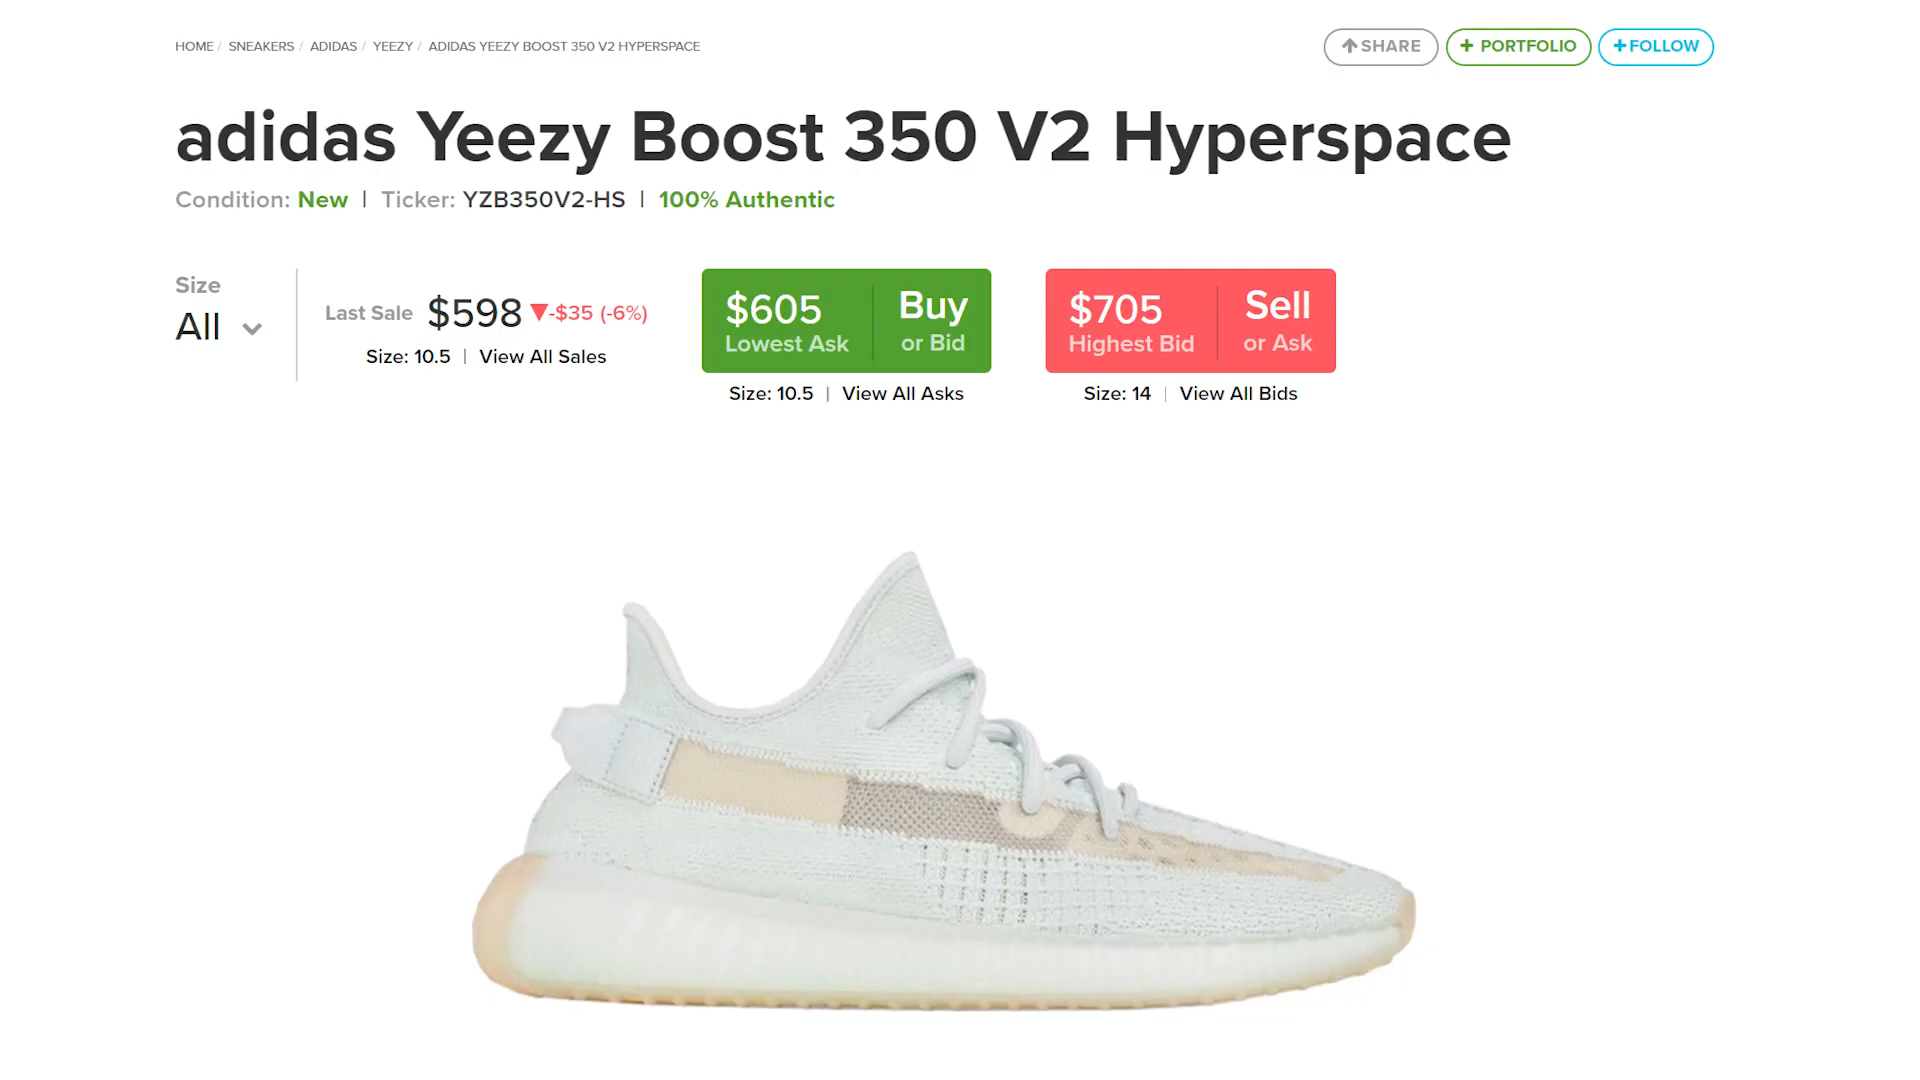 HOME / SNEAKERS / ADIDAS / YEEZY / ADIDAS YEEZY BOOST 350 V2 HYPERSPACE
SHARE
+ PORTFOLIO
+FOLLOW
adidas Yeezy Boost 350 V2 Hyperspace
Condition: New | Ticker: YZB350V2-HS | 100% Authentic
Size
All
Last Sale $598 ▼-$35 (-6%)
Size: 10.5 | View All Sales
$605 Buy
Lowest Ask or Bid
Size: 10.5 | View All Asks
$705 Sell
Highest Bid or Ask
Size: 14 | View All Bids